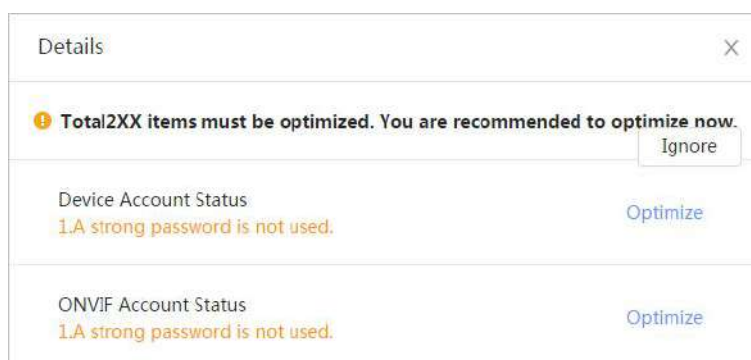 Details
Total2XX items must be optimized. You are recommended to optimize now.
Ignore
Device Account Status
Optimize
1.A strong password is not used.
ONVIF Account Status
Optimize
1.A strong password is not used.